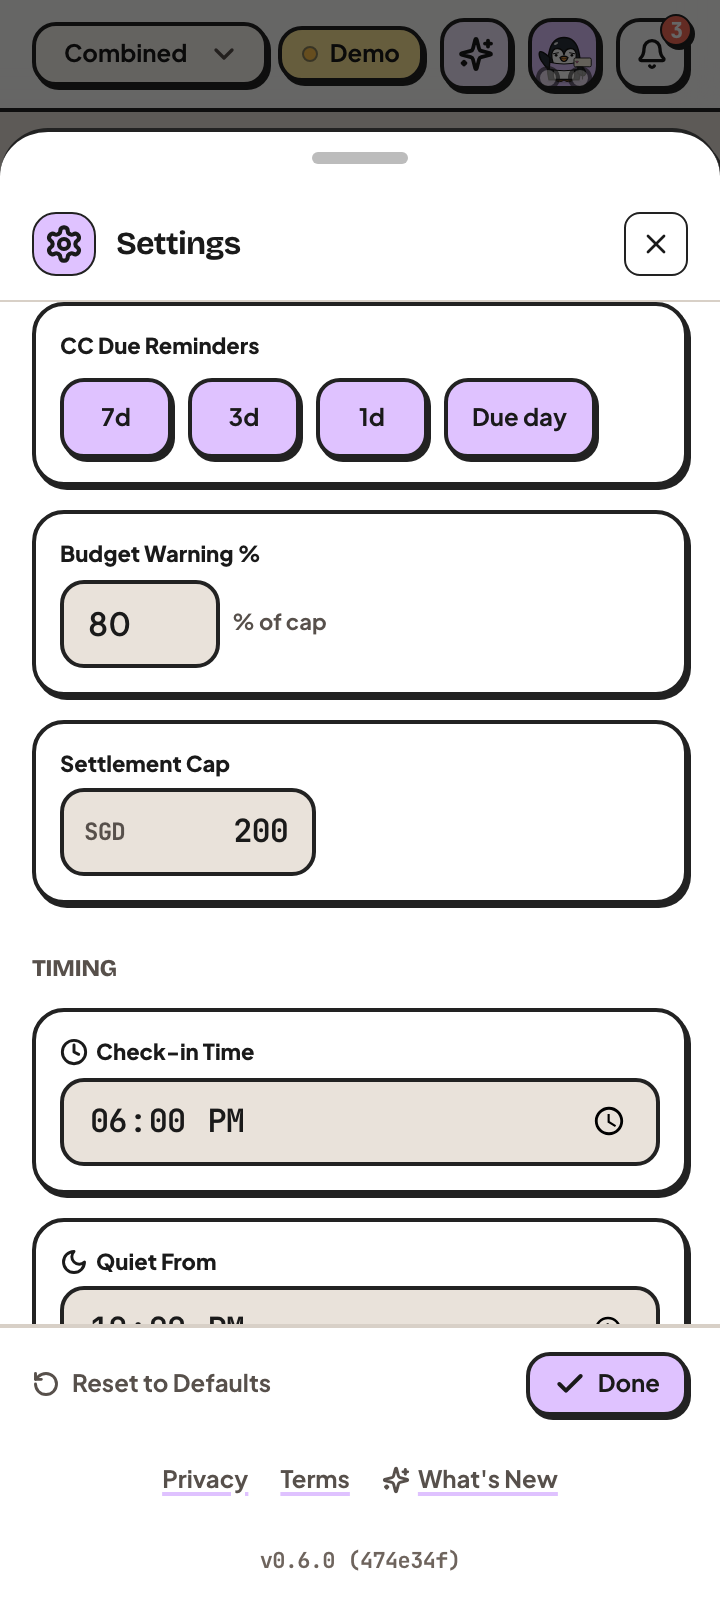 Combined
Demo
3
Settings
CC Due Reminders
7d 3d 1d Due day
Budget Warning %
80 % of cap
Settlement Cap
SGD 200
TIMING
Check-in Time
06:00 PM
Quiet From
Reset to Defaults
Done
Privacy Terms What's New
v0.6.0 (474e34f)